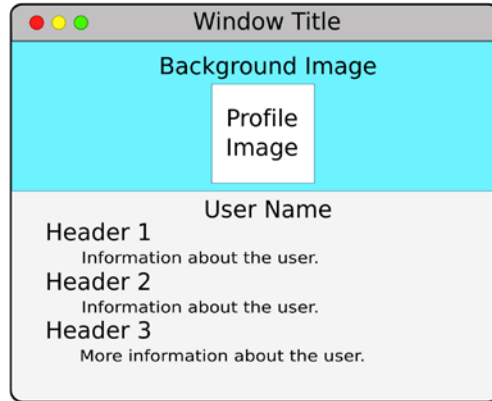 Window Title
Background Image
Profile
Image
User Name
Header 1
Information about the user.
Header 2
Information about the user.
Header 3
More information about the user.